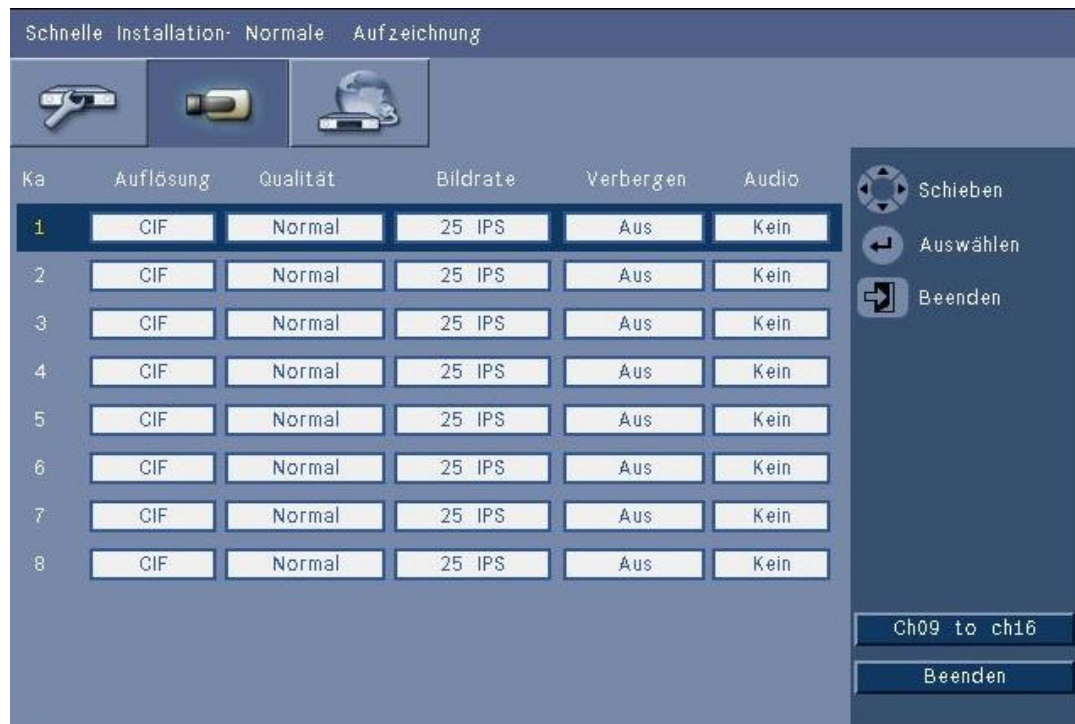 Schnelle Installation- Normale Aufzeichnung
Ka Auflösung Qualität Bildrate Verbergen Audio
1 CIF Normal 25 IPS Aus Kein
2 CIF Normal 25 IPS Aus Kein
3 CIF Normal 25 IPS Aus Kein
4 CIF Normal 25 IPS Aus Kein
5 CIF Normal 25 IPS Aus Kein
6 CIF Normal 25 IPS Aus Kein
7 CIF Normal 25 IPS Aus Kein
8 CIF Normal 25 IPS Aus Kein
Schieben
Auswählen
Beenden
Ch09 to ch16
Beenden